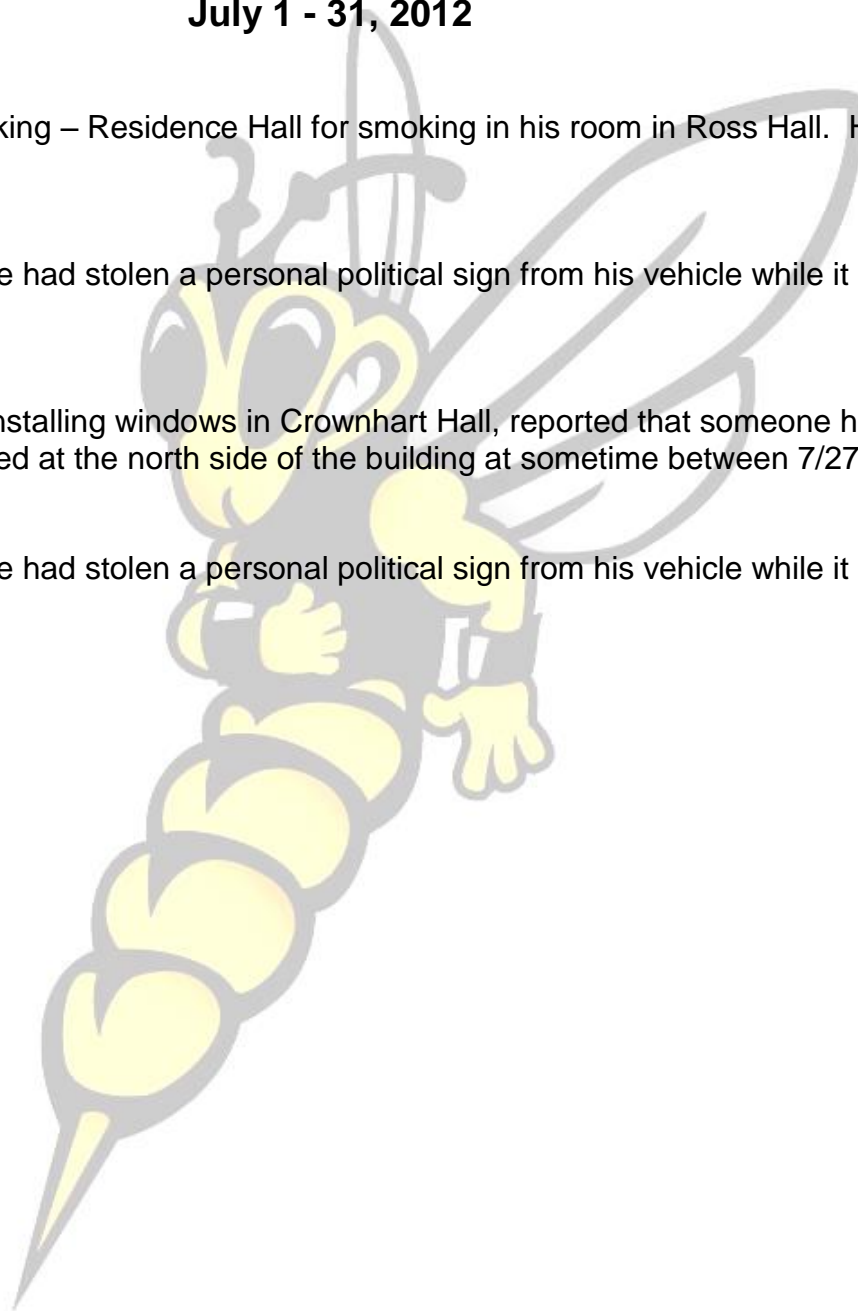 July 1 - 31, 2012
king – Residence Hall for smoking in his room in Ross Hall. H
e had stolen a personal political sign from his vehicle while it
nstalling windows in Crownhart Hall, reported that someone h
ed at the north side of the building at sometime between 7/27
e had stolen a personal political sign from his vehicle while it